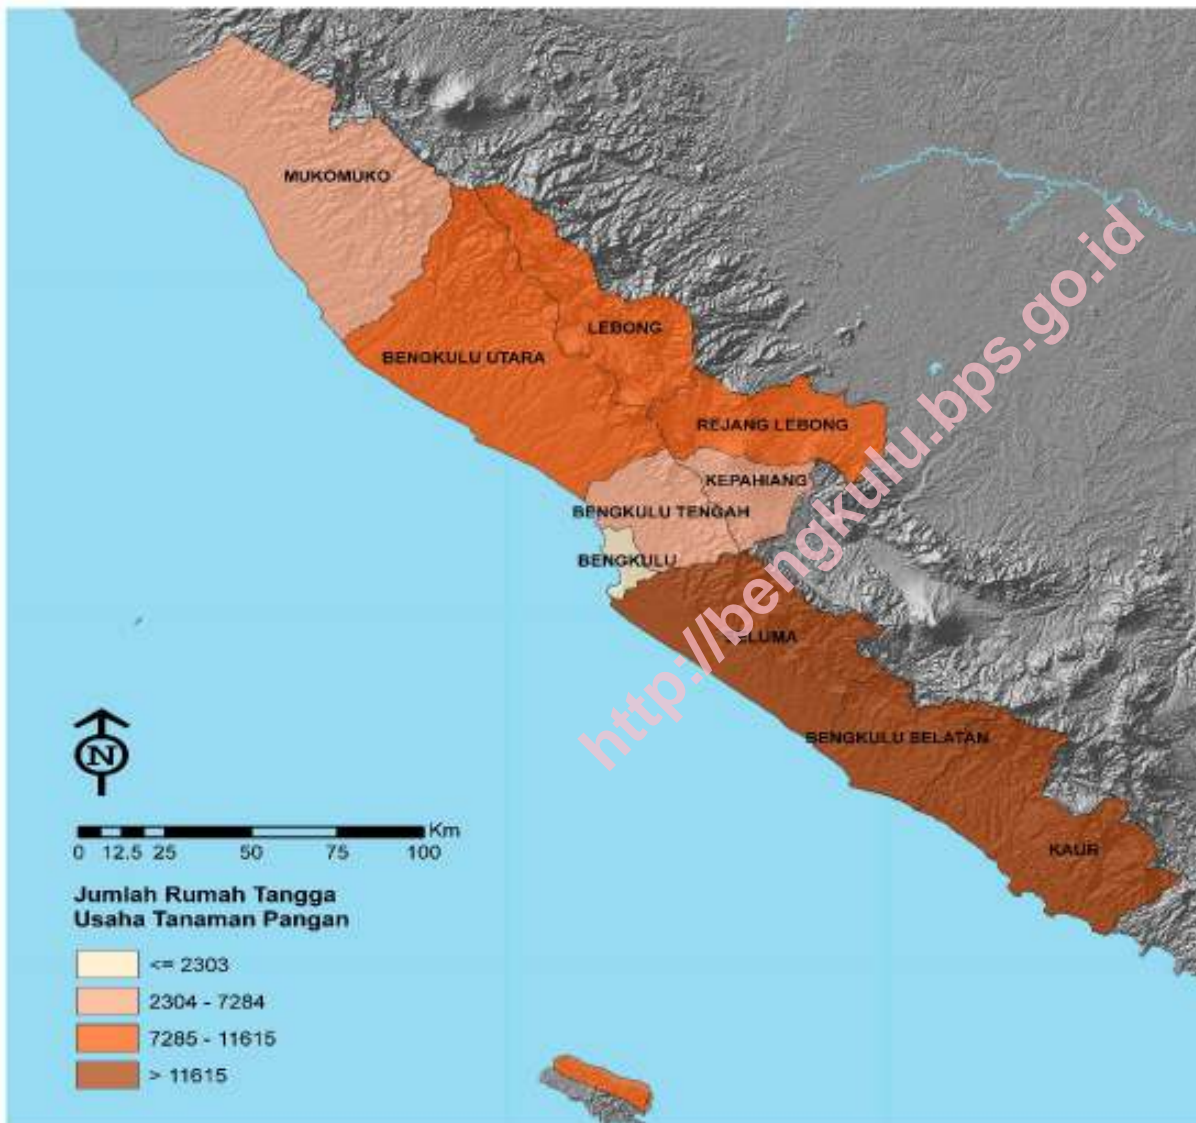 MUKOMUKO
LEBONG
BENGKULU UTARA
REJANG LEBONG
KEPAHIANG
BENGKULU TENGAH
BENGKULU
BENGKULU SELATAN
KAUR
http://bengkulu.bps.go.id
N
Km
0 12.5 25 50 75 100
Jumlah Rumah Tangga
Usaha Tanaman Pangan
<= 2303
2304 - 7284
7285 - 11615
> 11615